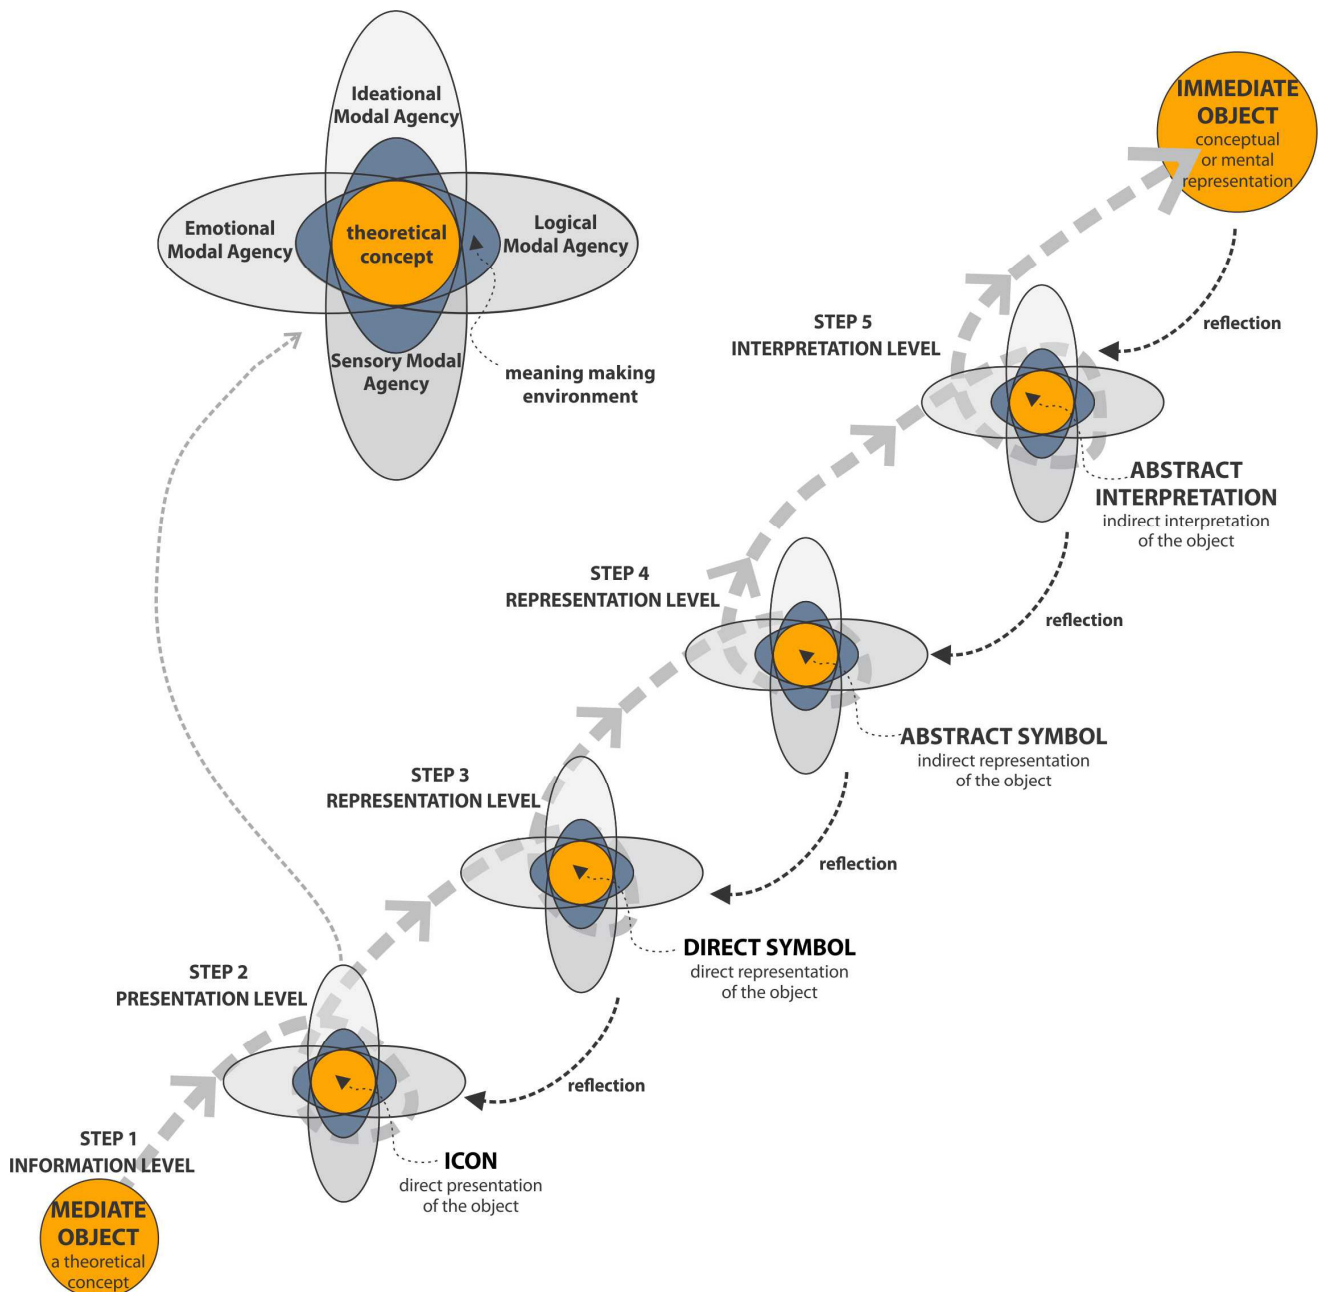 Ideational
Modal Agency
Emotional
Modal Agency
theoretical
concept
Logical
Modal Agency
Sensory Modal
Agency
meaning making
environment
IMMEDIATE
OBJECT
conceptual
or mental
representation
reflection
STEP 5
INTERPRETATION LEVEL
ABSTRACT
INTERPRETATION
indirect interpretation
of the object
reflection
STEP 4
REPRESENTATION LEVEL
ABSTRACT SYMBOL
indirect representation
of the object
reflection
STEP 3
REPRESENTATION LEVEL
DIRECT SYMBOL
direct representation
of the object
reflection
STEP 2
PRESENTATION LEVEL
ICON
direct presentation
of the object
STEP 1
INFORMATION LEVEL
MEDIATE
OBJECT
a theoretical
concept